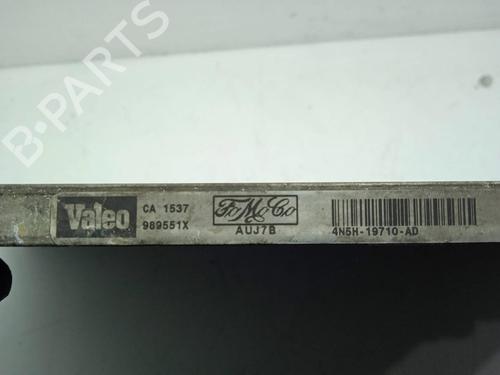 B-PARTS
Valeo
CA 1537
989551X
FoMoCo
AUJ7B
4N5H-19710-AD